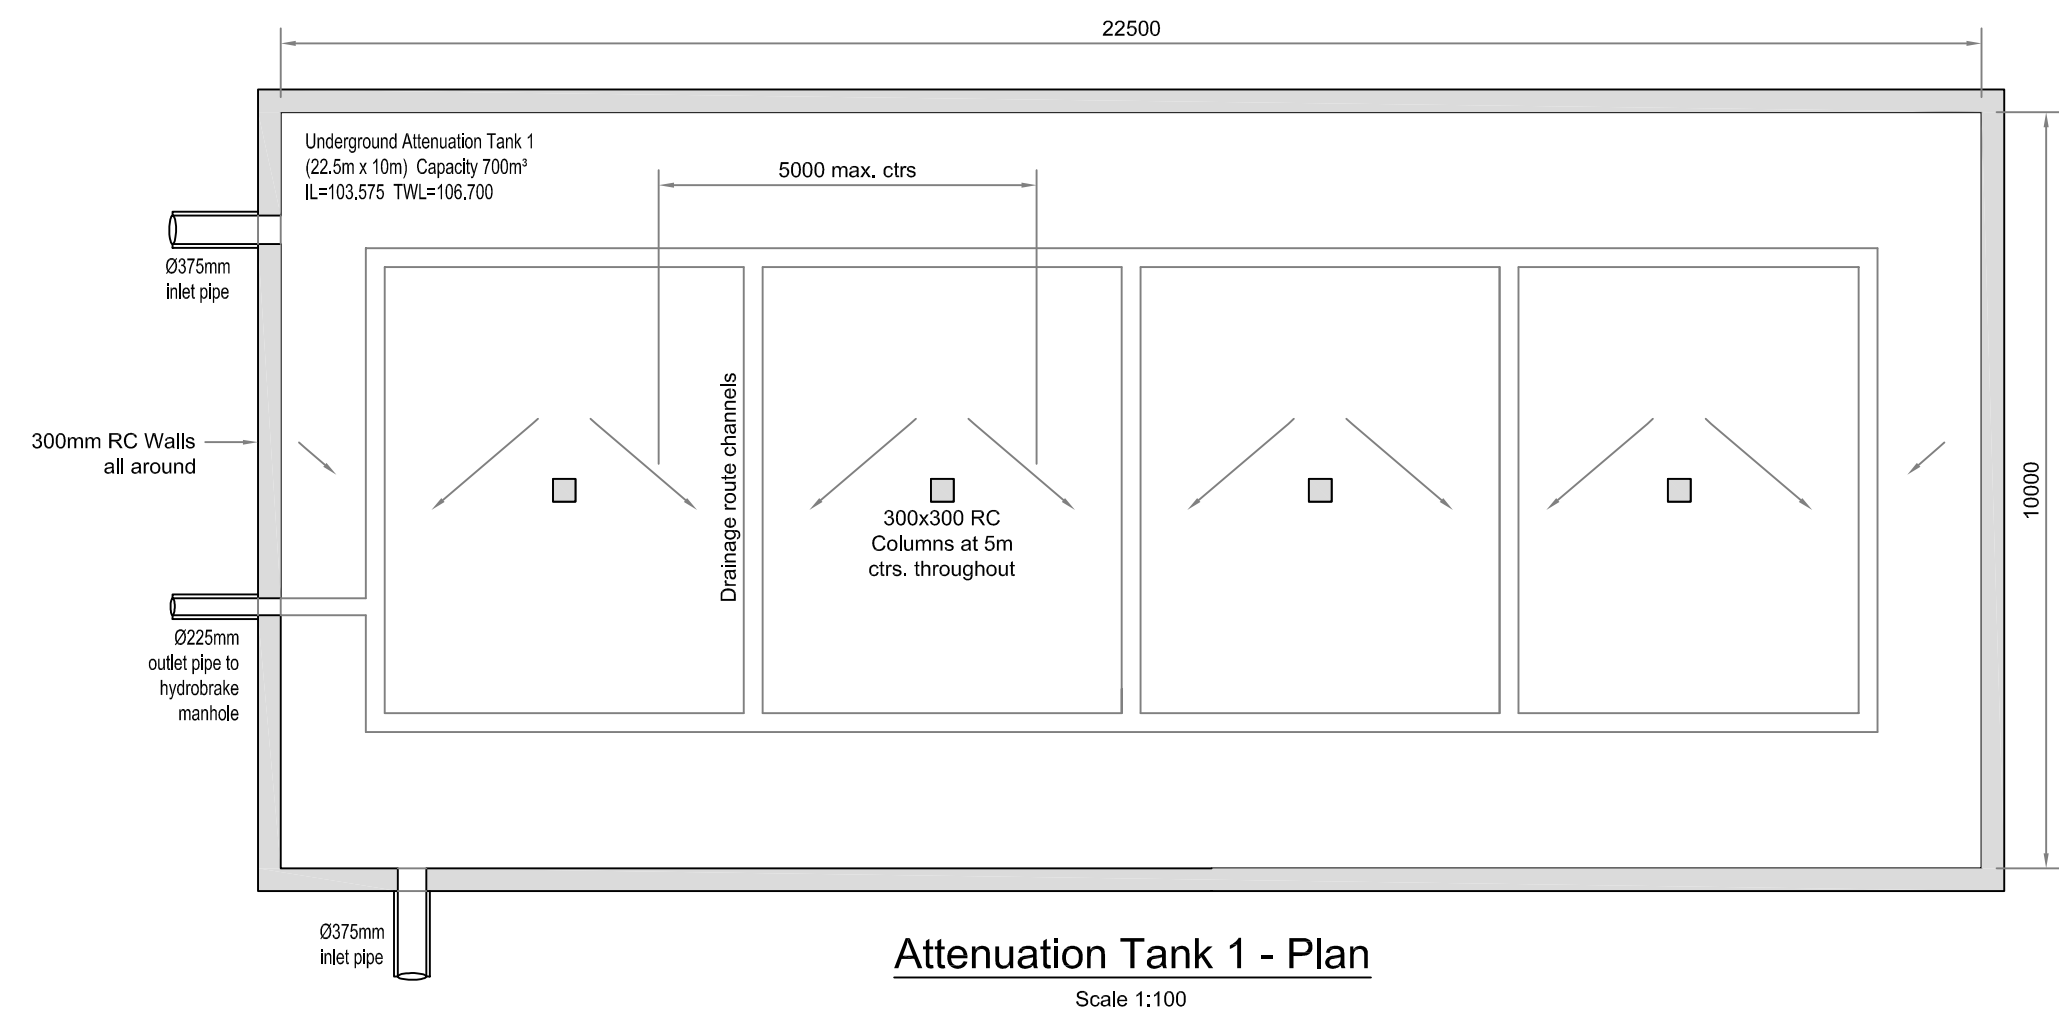 22500
Underground Attenuation Tank 1
(22.5m x 10m) Capacity 700m³
IL=103.575 TWL=106.700
5000 max. ctrs
Ø375mm
inlet pipe
Drainage route channels
300mm RC Walls
all around
10000
300x300 RC
Columns at 5m
ctrs. throughout
Ø225mm
outlet pipe to
hydrobrake
manhole
Ø375mm
inlet pipe
Attenuation Tank 1 - Plan
Scale 1:100